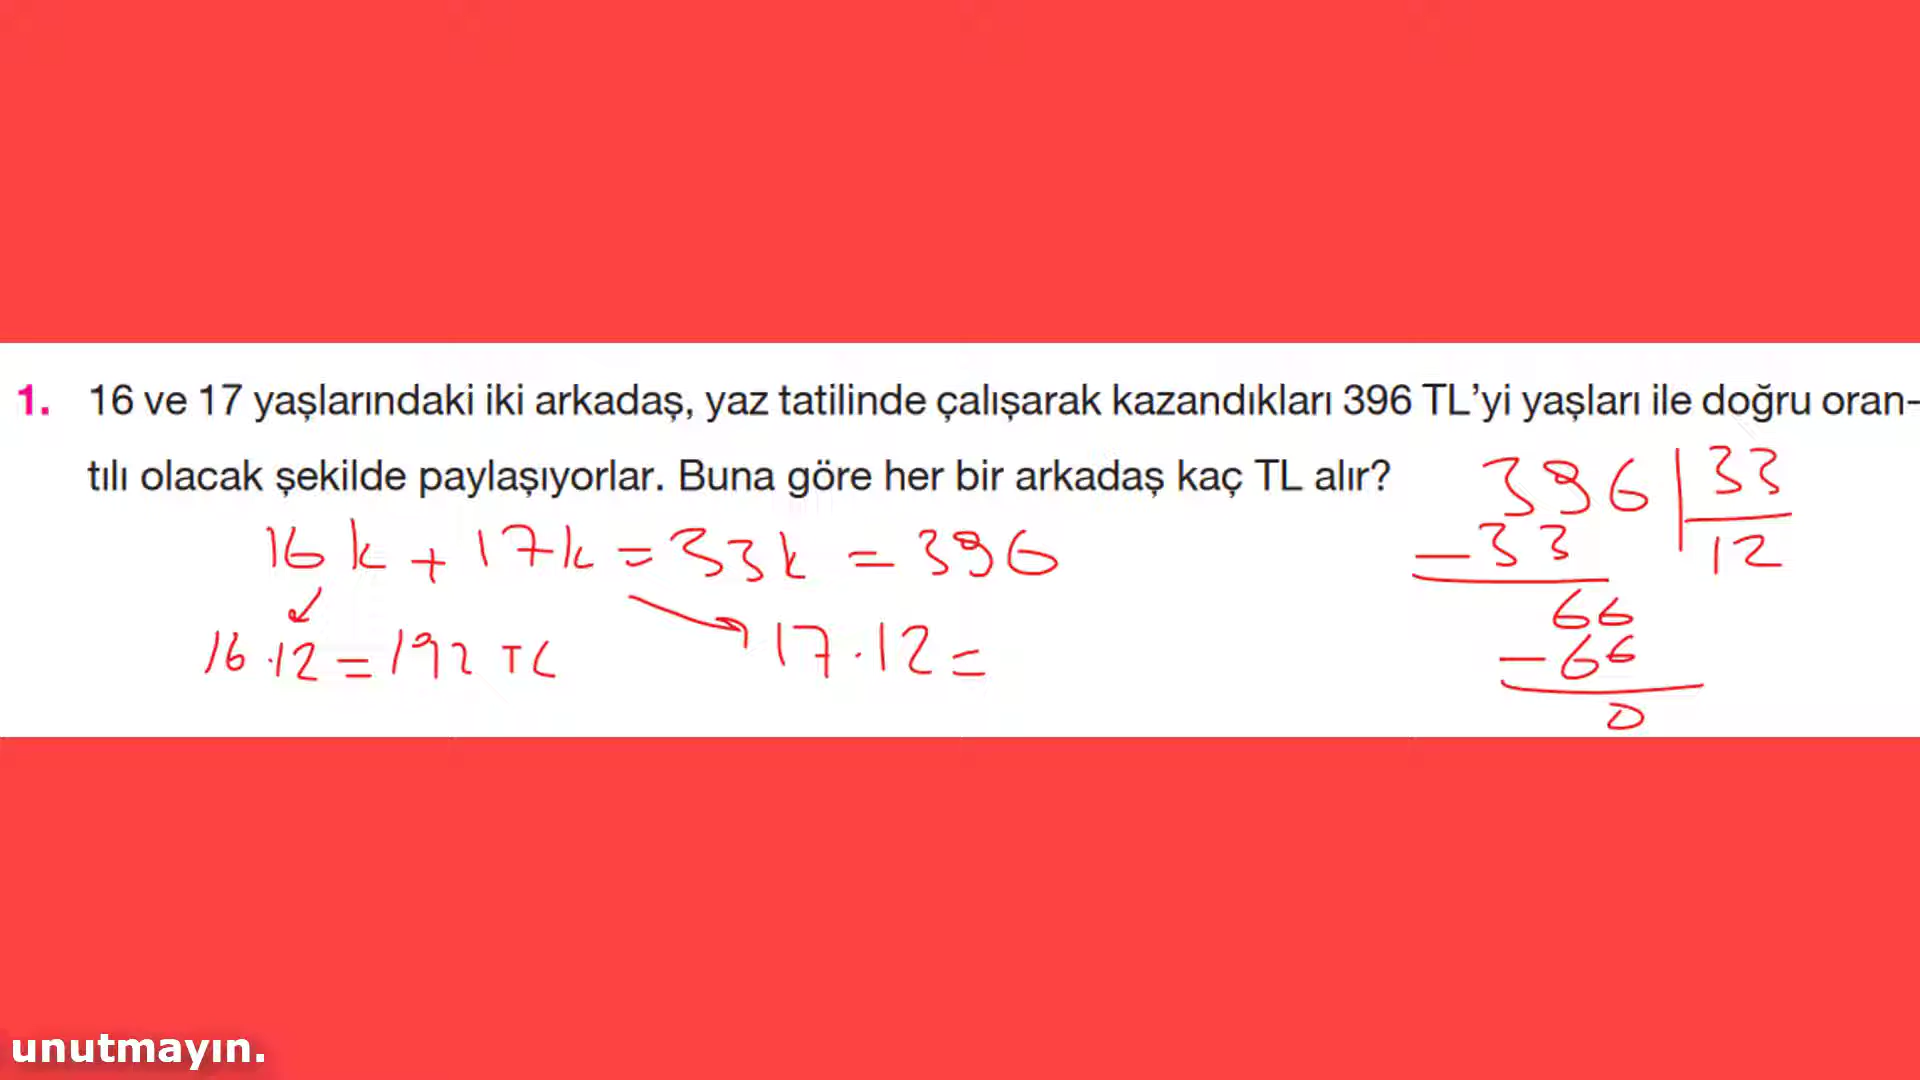 1. 16 ve 17 yaşlarındaki iki arkadaş, yaz tatilinde çalışarak kazandıkları 396 TL’yi yaşları ile doğru oran-
tılı olacak şekilde paylaşıyorlar. Buna göre her bir arkadaş kaç TL alır?
16k + 17k = 33k = 396
16 · 12 = 192 TL
17 · 12 =
396 | 33
- 33
12
66
- 66
0
unutmayın.